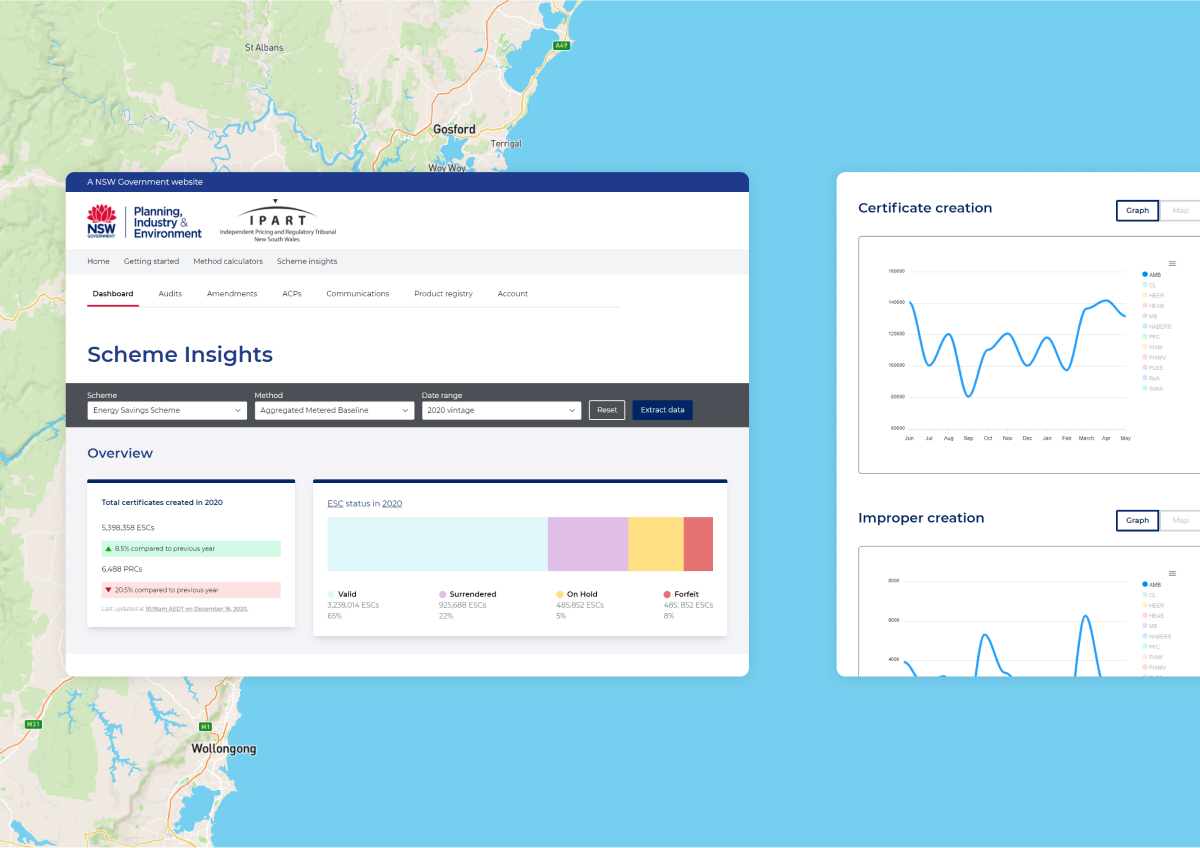 St Albans
A49
Gosford
Terrigal
Woy Woy
A NSW Government website
NSW
GOVERNMENT
Planning,
Industry &
Environment
IPART
Independent Pricing and Regulatory Tribunal
New South Wales
Home Getting started Method calculators Scheme insights
Dashboard Audits Amendments ACPs Communications Product registry Account
Scheme Insights
Scheme Method Date range
Energy Savings Scheme Aggregated Metered Baseline 2020 vintage Reset Extract data
Overview
Total certificates created in 2020
5,398,358 ESCs
8.5% compared to previous year
6,488 PRCs
20.5% compared to previous year
Last updated at 10:18am AEDT on December 16, 2020.
ESC status in 2020
Valid Surrendered On Hold Forfeit
3,238,014 ESCs 925,688 ESCs 485,852 ESCs 485, 852 ESCs
65% 22% 5% 8%
Certificate creation
Graph Map
160000
140000
120000
100000
80000
60000
Jun Jul Aug Sep Oct Nov Dec Jan Feb March Apr May
AMB
CL
HEER
HEAB
MB
NABERS
PFC
PIAM
PIAMV
PLES
RoA
SoNA
Improper creation
Graph Map
8000
6000
4000
AMB
CL
HEER
HEAB
MB
NABERS
PFC
PIAM
PIAMV
M31
M1
Wollongong